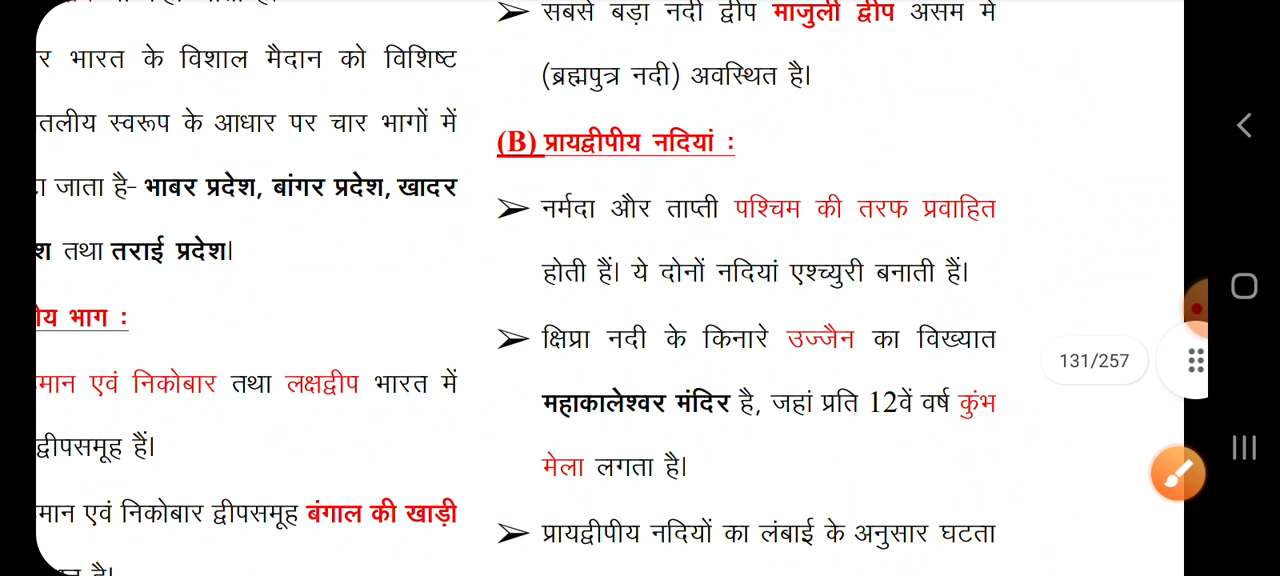 भारत के विशाल मैदान को विशिष्ट
तलीय स्वरूप के आधार पर चार भागों में
जाता है- भाबर प्रदेश, बांगर प्रदेश, खादर
तथा तराई प्रदेश।
भाग :
एवं निकोबार तथा लक्षद्वीप भारत में
द्वीपसमूह हैं।
एवं निकोबार द्वीपसमूह बंगाल की खाड़ी
है।
➢ सबसे बड़ा नदी द्वीप माजुली द्वीप असम में
(ब्रह्मपुत्र नदी) अवस्थित है।
(B) प्रायद्वीपीय नदियां :
➢ नर्मदा और ताप्ती पश्चिम की तरफ प्रवाहित
होती हैं। ये दोनों नदियां एश्च्युरी बनाती हैं।
➢ क्षिप्रा नदी के किनारे उज्जैन का विख्यात
महाकालेश्वर मंदिर है, जहां प्रति 12वें वर्ष कुंभ
मेला लगता है।
➢ प्रायद्वीपीय नदियों का लंबाई के अनुसार घटता
131/257